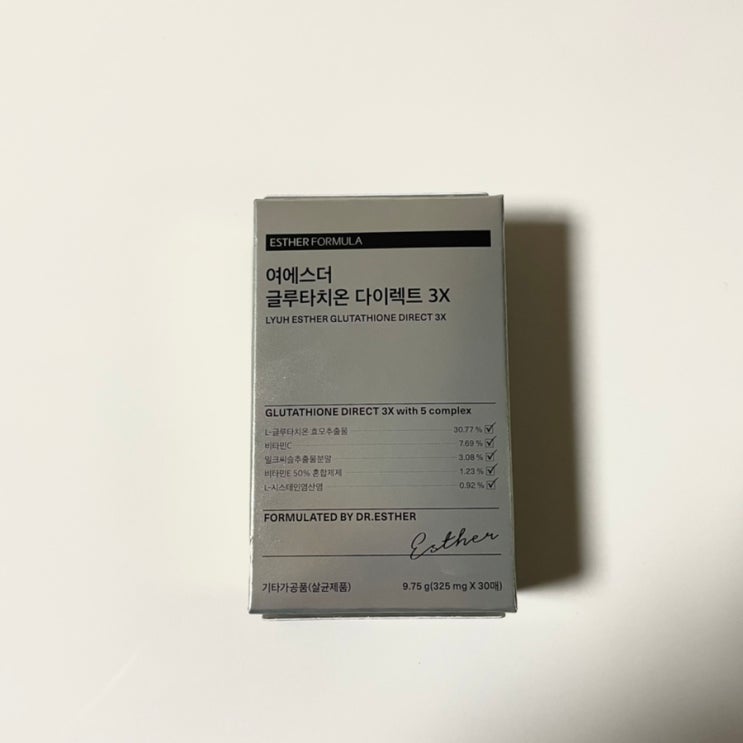 ESTHER FORMULA
여에스더
글루타치온 다이렉트 3X
LYUH ESTHER GLUTATHIONE DIRECT 3X
GLUTATHIONE DIRECT 3X with 5 complex
L-글루타치온 효모추출물 30.77 %
비타민C 7.69 %
밀크씨슬추출물분말 3.08 %
비타민E 50% 혼합제제 1.23 %
L-시스테인염산염 0.92 %
FORMULATED BY DR.ESTHER
Esther
기타가공품(살균제품) 9.75 g(325 mg X 30매)